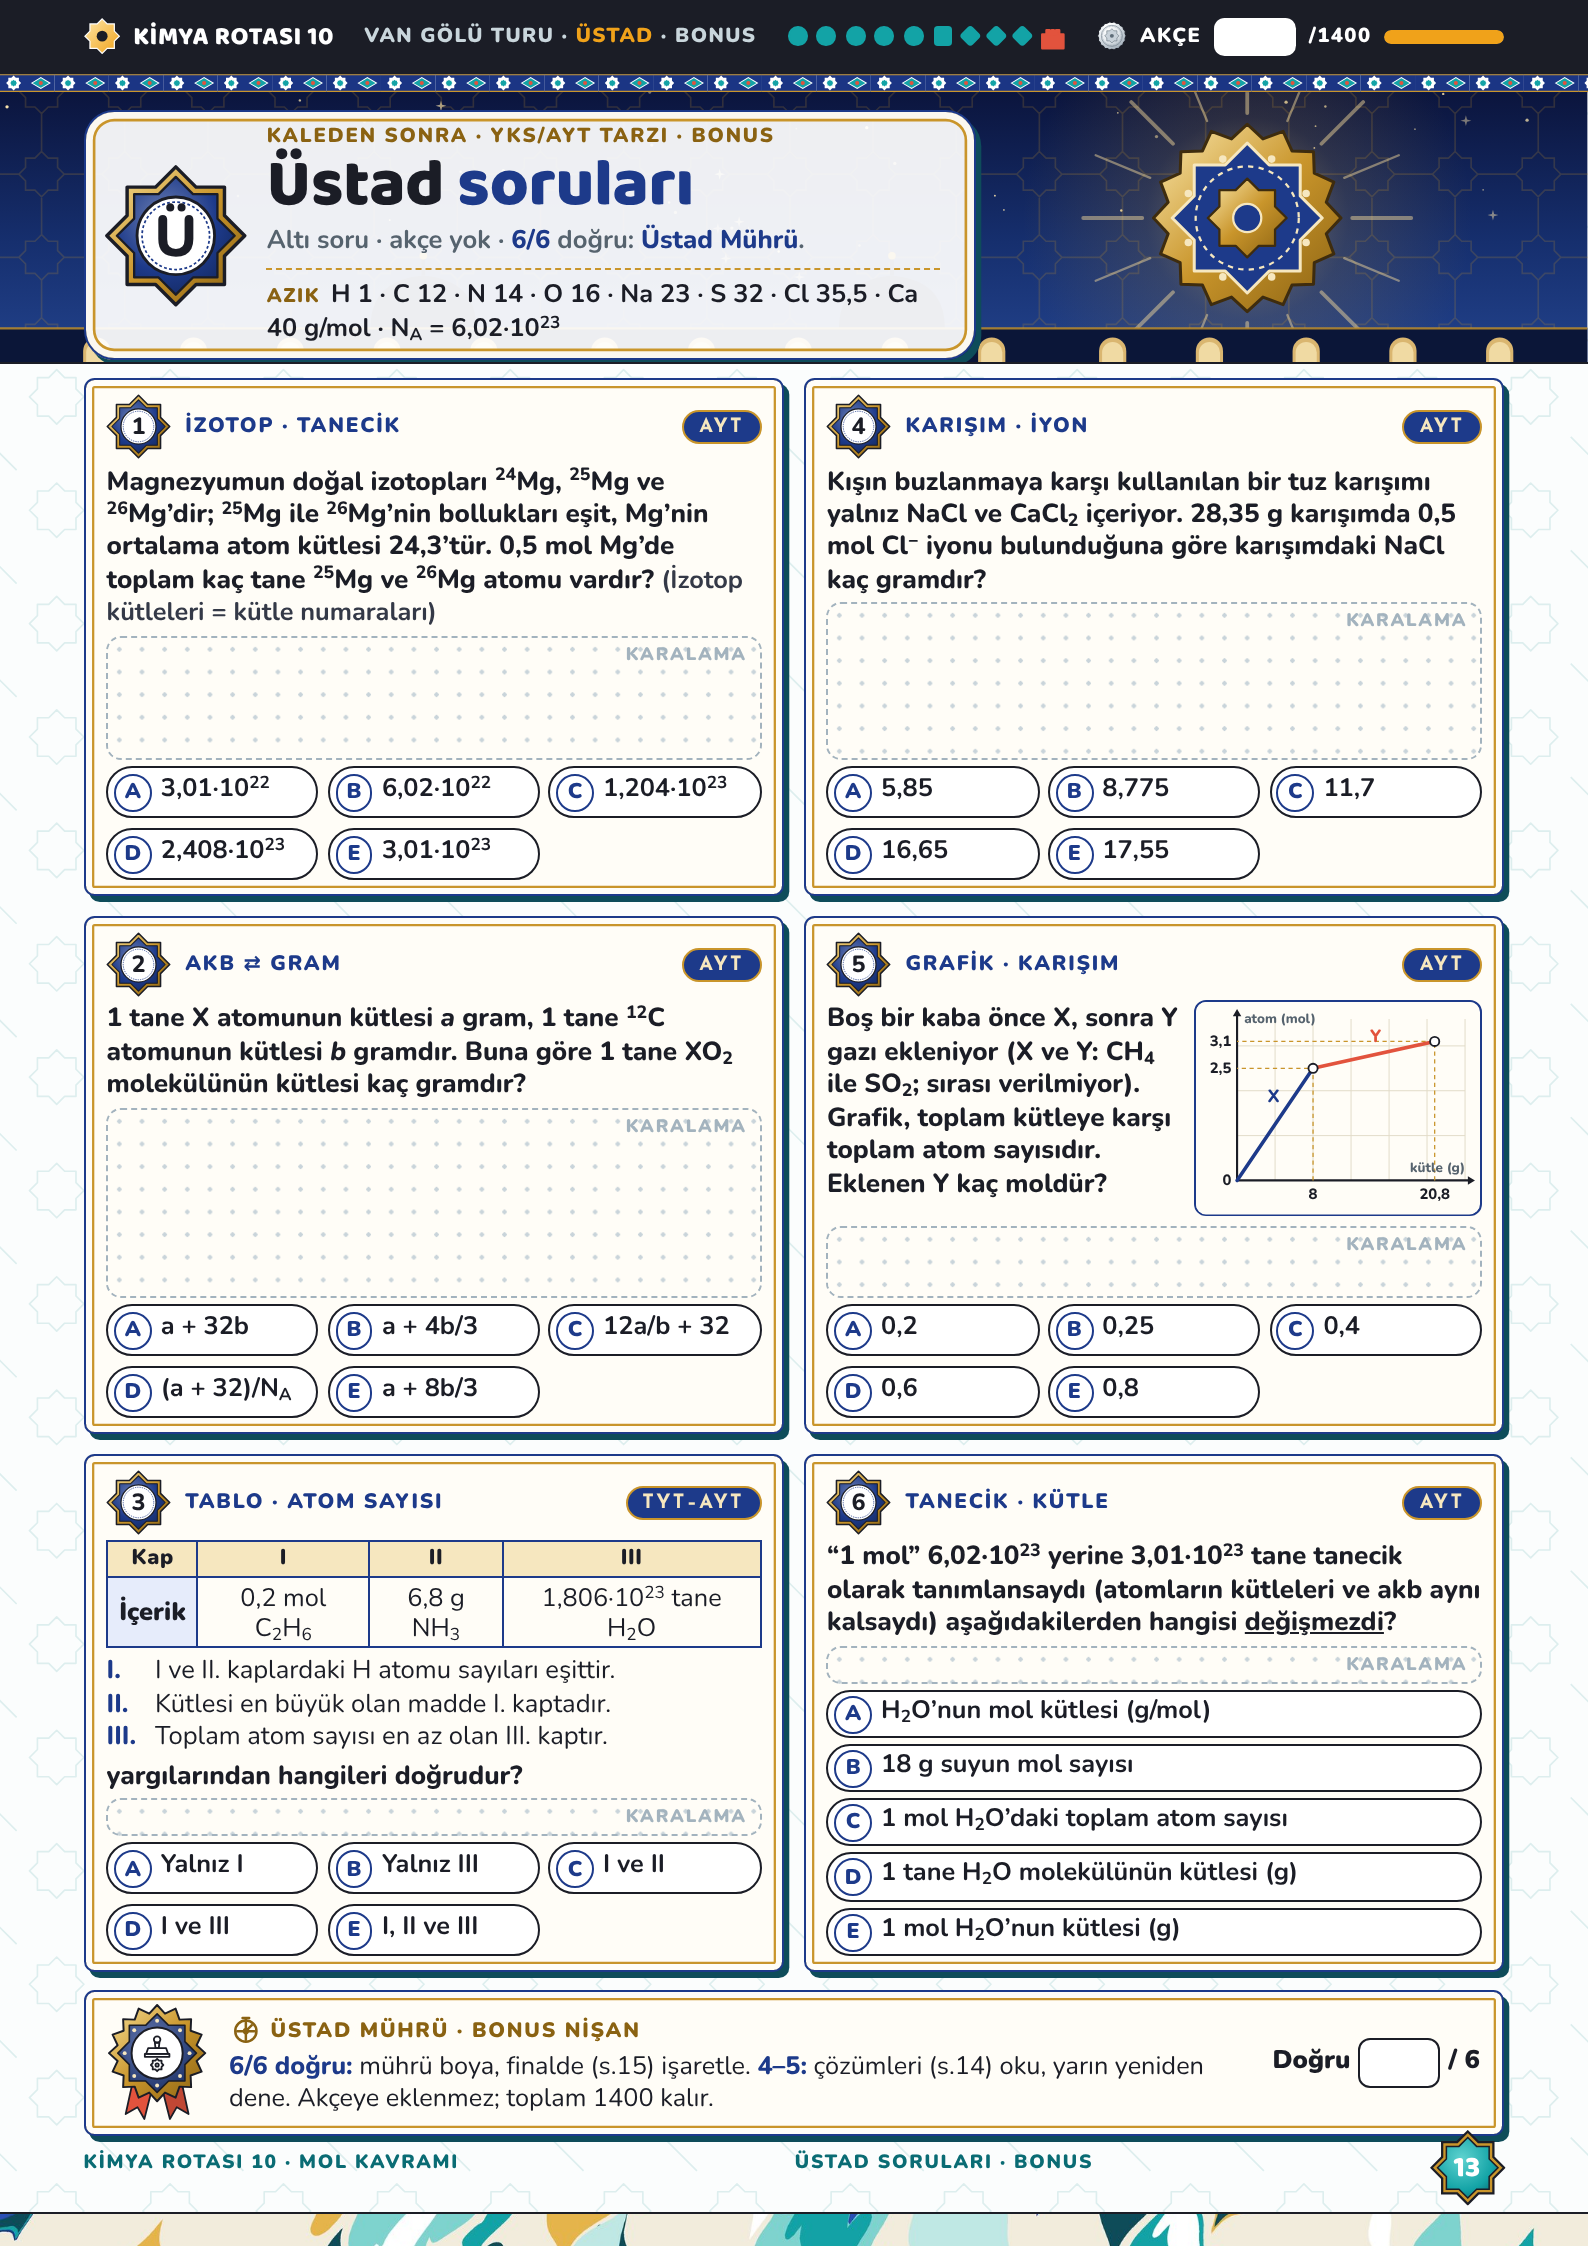 KİMYA ROTASI 10 VAN GÖLÜ TURU · ÜSTAD · BONUS AKÇE /1400
KALEDEN SONRA · YKS/AYT TARZI · BONUS
Ü
Üstad soruları
Altı soru · akçe yok · 6/6 doğru: Üstad Mührü.
AZIK H 1 · C 12 · N 14 · O 16 · Na 23 · S 32 · Cl 35,5 · Ca
40 g/mol · N_A = 6,02·10²³
1 İZOTOP · TANECİK AYT
Magnezyumun doğal izotopları ²⁴Mg, ²⁵Mg ve
²⁶Mg’dir; ²⁵Mg ile ²⁶Mg’nin bollukları eşit, Mg’nin
ortalama atom kütlesi 24,3’tür. 0,5 mol Mg’de
toplam kaç tane ²⁵Mg ve ²⁶Mg atomu vardır? (İzotop
kütleleri = kütle numaraları)
KARALAMA
A 3,01·10²² B 6,02·10²² C 1,204·10²³
D 2,408·10²³ E 3,01·10²³
2 AKB ⇄ GRAM AYT
1 tane X atomunun kütlesi a gram, 1 tane ¹²C
atomunun kütlesi b gramdır. Buna göre 1 tane XO₂
molekülünün kütlesi kaç gramdır?
KARALAMA
A a + 32b B a + 4b/3 C 12a/b + 32
D (a + 32)/N_A E a + 8b/3
3 TABLO · ATOM SAYISI TYT-AYT
Kap I II III
İçerik 0,2 mol C₂H₆ 6,8 g NH₃ 1,806·10²³ tane H₂O
I. I ve II. kaplardaki H atomu sayıları eşittir.
II. Kütlesi en büyük olan madde I. kaptadır.
III. Toplam atom sayısı en az olan III. kaptır.
yargılarından hangileri doğrudur?
KARALAMA
A Yalnız I B Yalnız III C I ve II
D I ve III E I, II ve III
4 KARIŞIM · İYON AYT
Kışın buzlanmaya karşı kullanılan bir tuz karışımı
yalnız NaCl ve CaCl₂ içeriyor. 28,35 g karışımda 0,5
mol Cl⁻ iyonu bulunduğuna göre karışımdaki NaCl
kaç gramdır?
KARALAMA
A 5,85 B 8,775 C 11,7
D 16,65 E 17,55
5 GRAFİK · KARIŞIM AYT
Boş bir kaba önce X, sonra Y
gazı ekleniyor (X ve Y: CH₄
ile SO₂; sırası verilmiyor).
Grafik, toplam kütleye karşı
toplam atom sayısıdır.
Eklenen Y kaç moldür?
atom (mol)
3,1
Y
2,5
X
kütle (g)
0
8 20,8
KARALAMA
A 0,2 B 0,25 C 0,4
D 0,6 E 0,8
6 TANECİK · KÜTLE AYT
“1 mol” 6,02·10²³ yerine 3,01·10²³ tane tanecik
olarak tanımlansaydı (atomların kütleleri ve akb aynı
kalsaydı) aşağıdakilerden hangisi değişmezdi?
KARALAMA
A H₂O’nun mol kütlesi (g/mol)
B 18 g suyun mol sayısı
C 1 mol H₂O’daki toplam atom sayısı
D 1 tane H₂O molekülünün kütlesi (g)
E 1 mol H₂O’nun kütlesi (g)
ÜSTAD MÜHRÜ · BONUS NİŞAN
6/6 doğru: mührü boya, finalde (s.15) işaretle. 4–5: çözümleri (s.14) oku, yarın yeniden
dene. Akçeye eklenmez; toplam 1400 kalır.
Doğru / 6
KİMYA ROTASI 10 · MOL KAVRAMI ÜSTAD SORULARI · BONUS 13